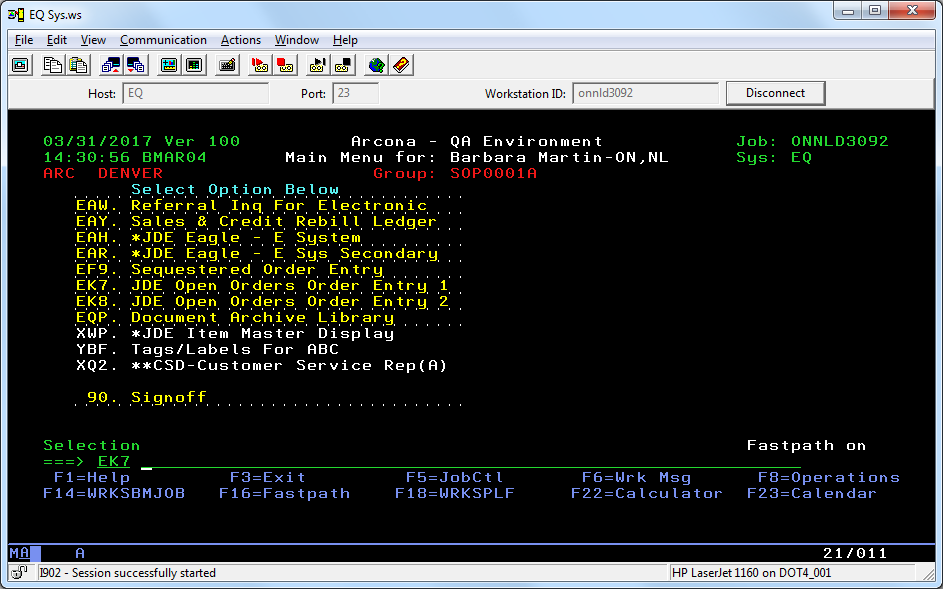 EQ Sys.ws
File Edit View Communication Actions Window Help
Host: EQ Port: 23 Workstation ID: onnld3092 Disconnect
03/31/2017 Ver 100 Arcona - QA Environment Job: ONNLD3092
14:30:56 BMAR04 Main Menu for: Barbara Martin-ON,NL Sys: EQ
ARC DENVER Group: SOP0001A
Select Option Below
EAW. Referral Inq For Electronic
EAY. Sales & Credit Rebill Ledger
EAH. *JDE Eagle - E System
EAR. *JDE Eagle - E Sys Secondary
EF9. Sequestered Order Entry
EK7. JDE Open Orders Order Entry 1
EK8. JDE Open Orders Order Entry 2
EQP. Document Archive Library
XWP. *JDE Item Master Display
YBF. Tags/Labels For ABC
XQ2. **CSD-Customer Service Rep(A)
90. Signoff
Selection Fastpath on
===> EK7
F1=Help F3=Exit F5=JobCtl F6=Wrk Msg F8=Operations
F14=WRKSBMJOB F16=Fastpath F18=WRKSPLF F22=Calculator F23=Calendar
MA A 21/011
I902 - Session successfully started HP LaserJet 1160 on DOT4_001